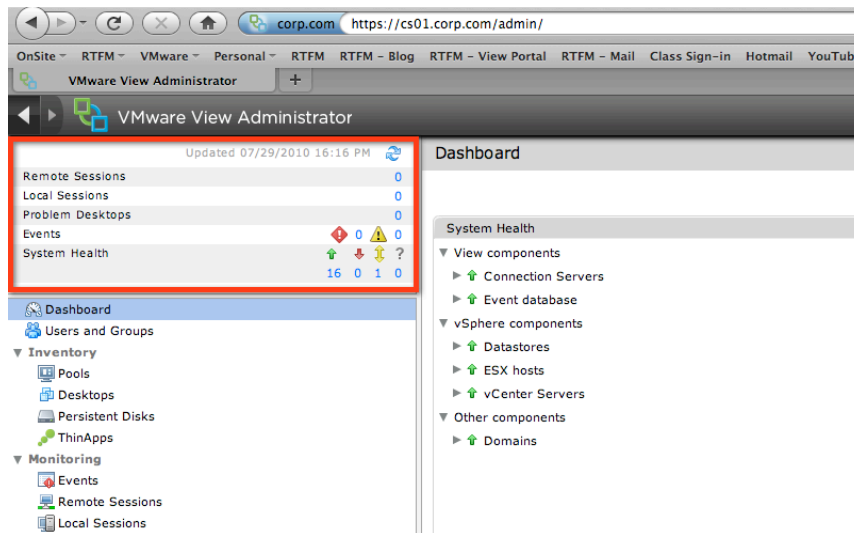 corp.com https://cs01.corp.com/admin/
OnSite RTFM VMware Personal RTFM RTFM - Blog RTFM - View Portal RTFM - Mail Class Sign-in Hotmail YouTub
VMware View Administrator +
VMware View Administrator
Updated 07/29/2010 16:16 PM
Remote Sessions 0
Local Sessions 0
Problem Desktops 0
Events 0 0
System Health ?
16 0 1 0
Dashboard
Users and Groups
Inventory
Pools
Desktops
Persistent Disks
ThinApps
Monitoring
Events
Remote Sessions
Local Sessions
Dashboard
System Health
View components
Connection Servers
Event database
vSphere components
Datastores
ESX hosts
vCenter Servers
Other components
Domains